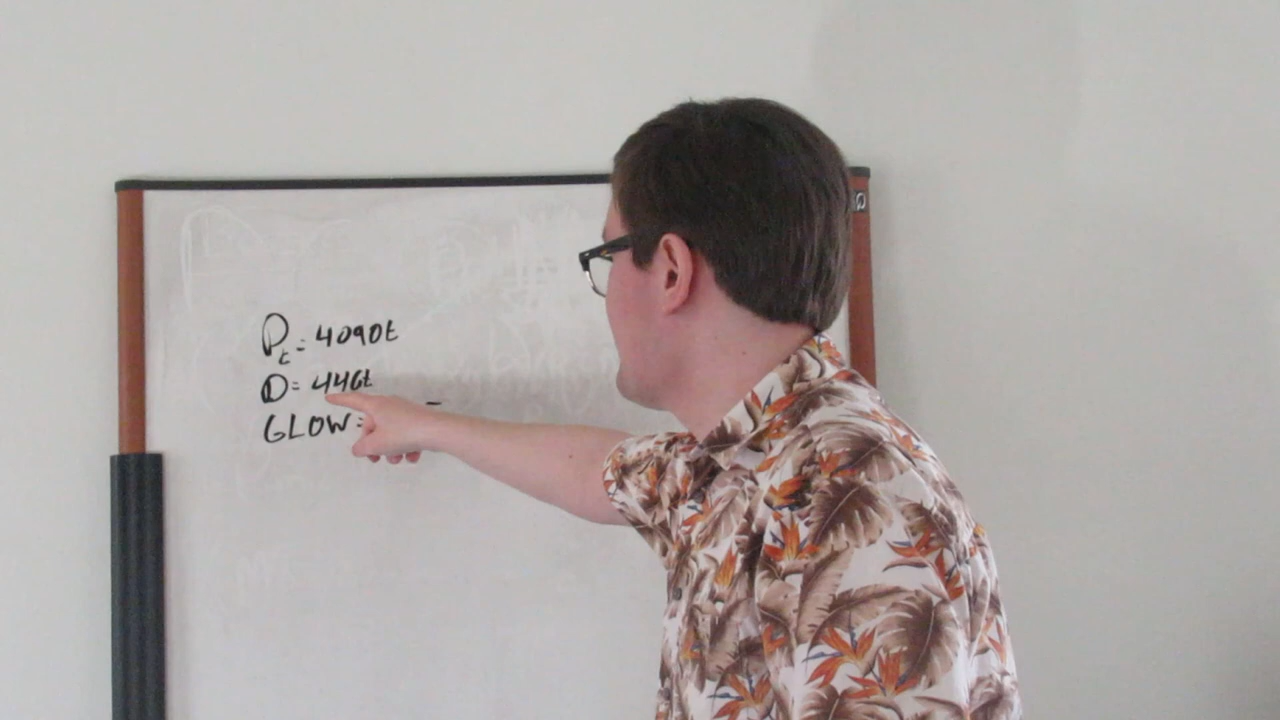 Pt = 4090t
D = 446t
GLOW =